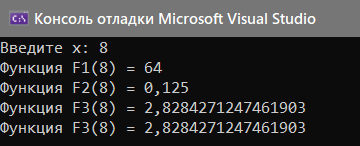 Консоль отладки Microsoft Visual Studio
Введите x: 8
Функция F1(8) = 64
Функция F2(8) = 0,125
Функция F3(8) = 2,8284271247461903
Функция F3(8) = 2,8284271247461903